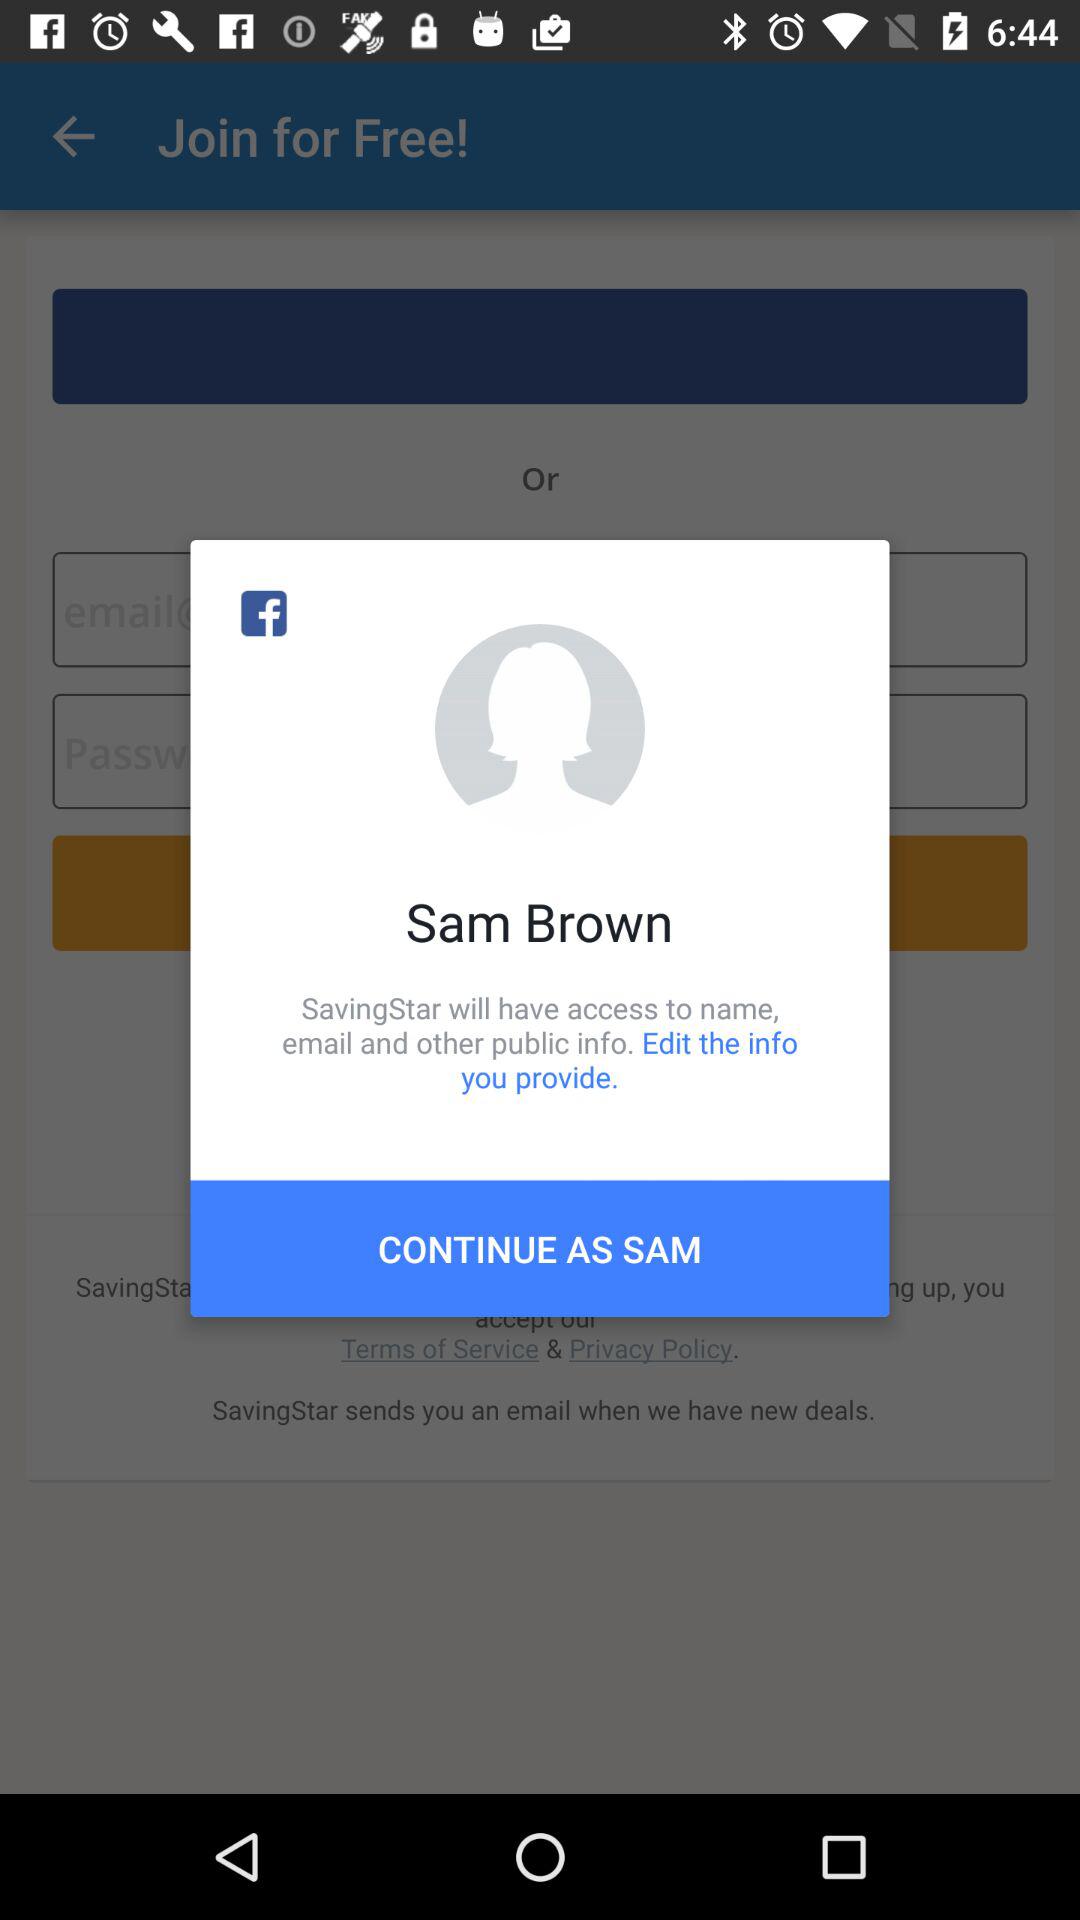 FAKE
6:44
Join for Free!
Or
email@
Passw
Sam Brown
SavingStar will have access to name,
email and other public info. Edit the info
you provide.
CONTINUE AS SAM
SavingSta ng up, you
accept our
Terms of Service & Privacy Policy.
SavingStar sends you an email when we have new deals.